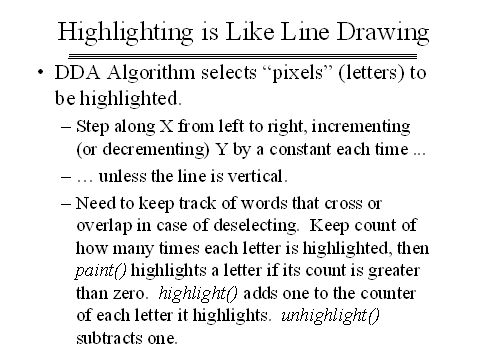 Highlighting is Like Line Drawing
• DDA Algorithm selects “pixels” (letters) to
be highlighted.
– Step along X from left to right, incrementing
(or decrementing) Y by a constant each time ...
– … unless the line is vertical.
– Need to keep track of words that cross or
overlap in case of deselecting.  Keep count of
how many times each letter is highlighted, then
paint() highlights a letter if its count is greater
than zero.  highlight() adds one to the counter
of each letter it highlights.  unhighlight()
subtracts one.